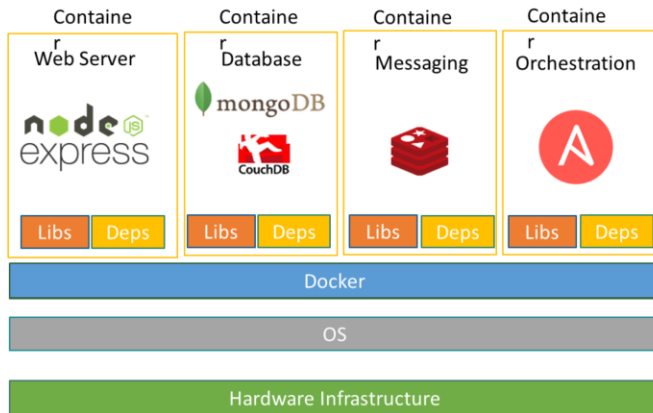 Containe
r
Web Server
node JS
express
Libs
Deps
Containe
r
Database
mongoDB
CouchDB
Libs
Deps
Containe
r
Messaging
Libs
Deps
Containe
r
Orchestration
A
Libs
Deps
Docker
OS
Hardware Infrastructure